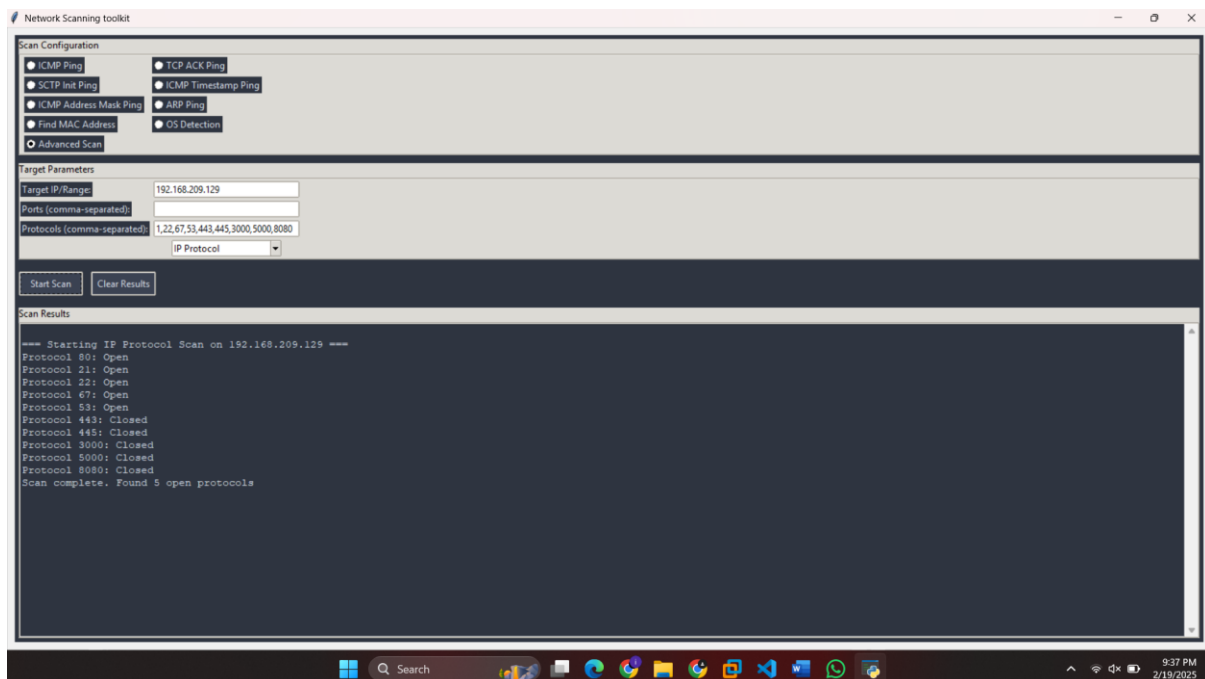 Network Scanning toolkit
Scan Configuration
ICMP Ping TCP ACK Ping
SCTP Init Ping ICMP Timestamp Ping
ICMP Address Mask Ping ARP Ping
Find MAC Address OS Detection
Advanced Scan
Target Parameters
Target IP/Range: 192.168.209.129
Ports (comma-separated):
Protocols (comma-separated): 1,22,67,53,443,445,3000,5000,8080
IP Protocol
Start Scan Clear Results
Scan Results
=== Starting IP Protocol Scan on 192.168.209.129 ===
Protocol 80: Open
Protocol 21: Open
Protocol 22: Open
Protocol 67: Open
Protocol 53: Open
Protocol 443: Closed
Protocol 445: Closed
Protocol 3000: Closed
Protocol 5000: Closed
Protocol 8080: Closed
Scan complete. Found 5 open protocols
Search
9:37 PM
2/19/2025